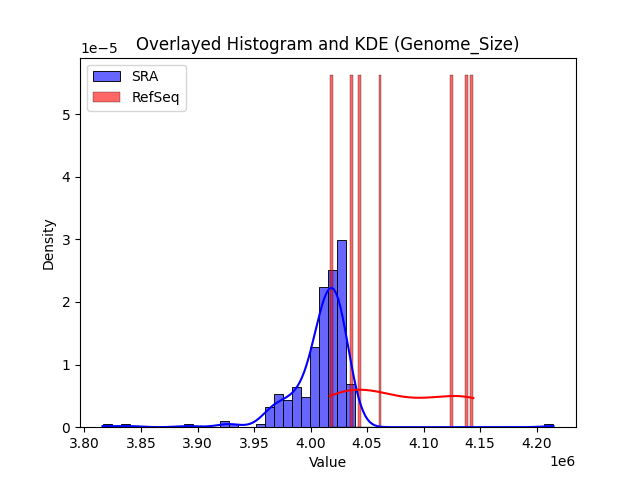 Overlayed Histogram and KDE (Genome_Size)
1e−5
SRA
RefSeq
5
4
3
2
1
0
Density
3.80 3.85 3.90 3.95 4.00 4.05 4.10 4.15 4.20
1e6
Value